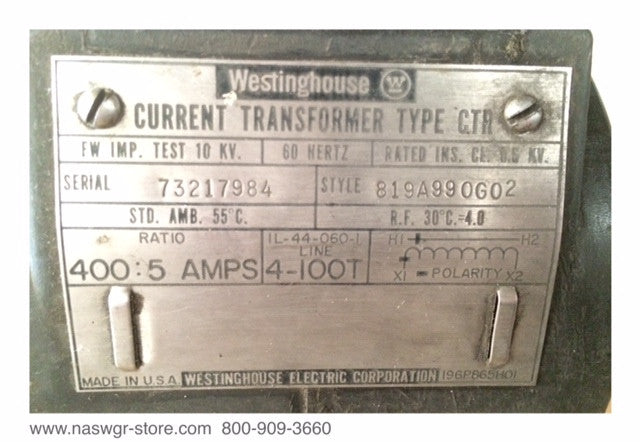 Westinghouse W
CURRENT TRANSFORMER TYPE CTR
FW IMP. TEST 10 KV. 60 HERTZ RATED INS. CL. 0.6 KV.
SERIAL 73217984 STYLE 819A990G02
STD. AMB. 55°C. R.F. 30°C.=4.0
RATIO IL-44-060-1 H1 H2
LINE
400:5 AMPS 4-100T
X1 POLARITY X2
MADE IN U.S.A. WESTINGHOUSE ELECTRIC CORPORATION 196P865H01
www.naswgr-store.com 800-909-3660